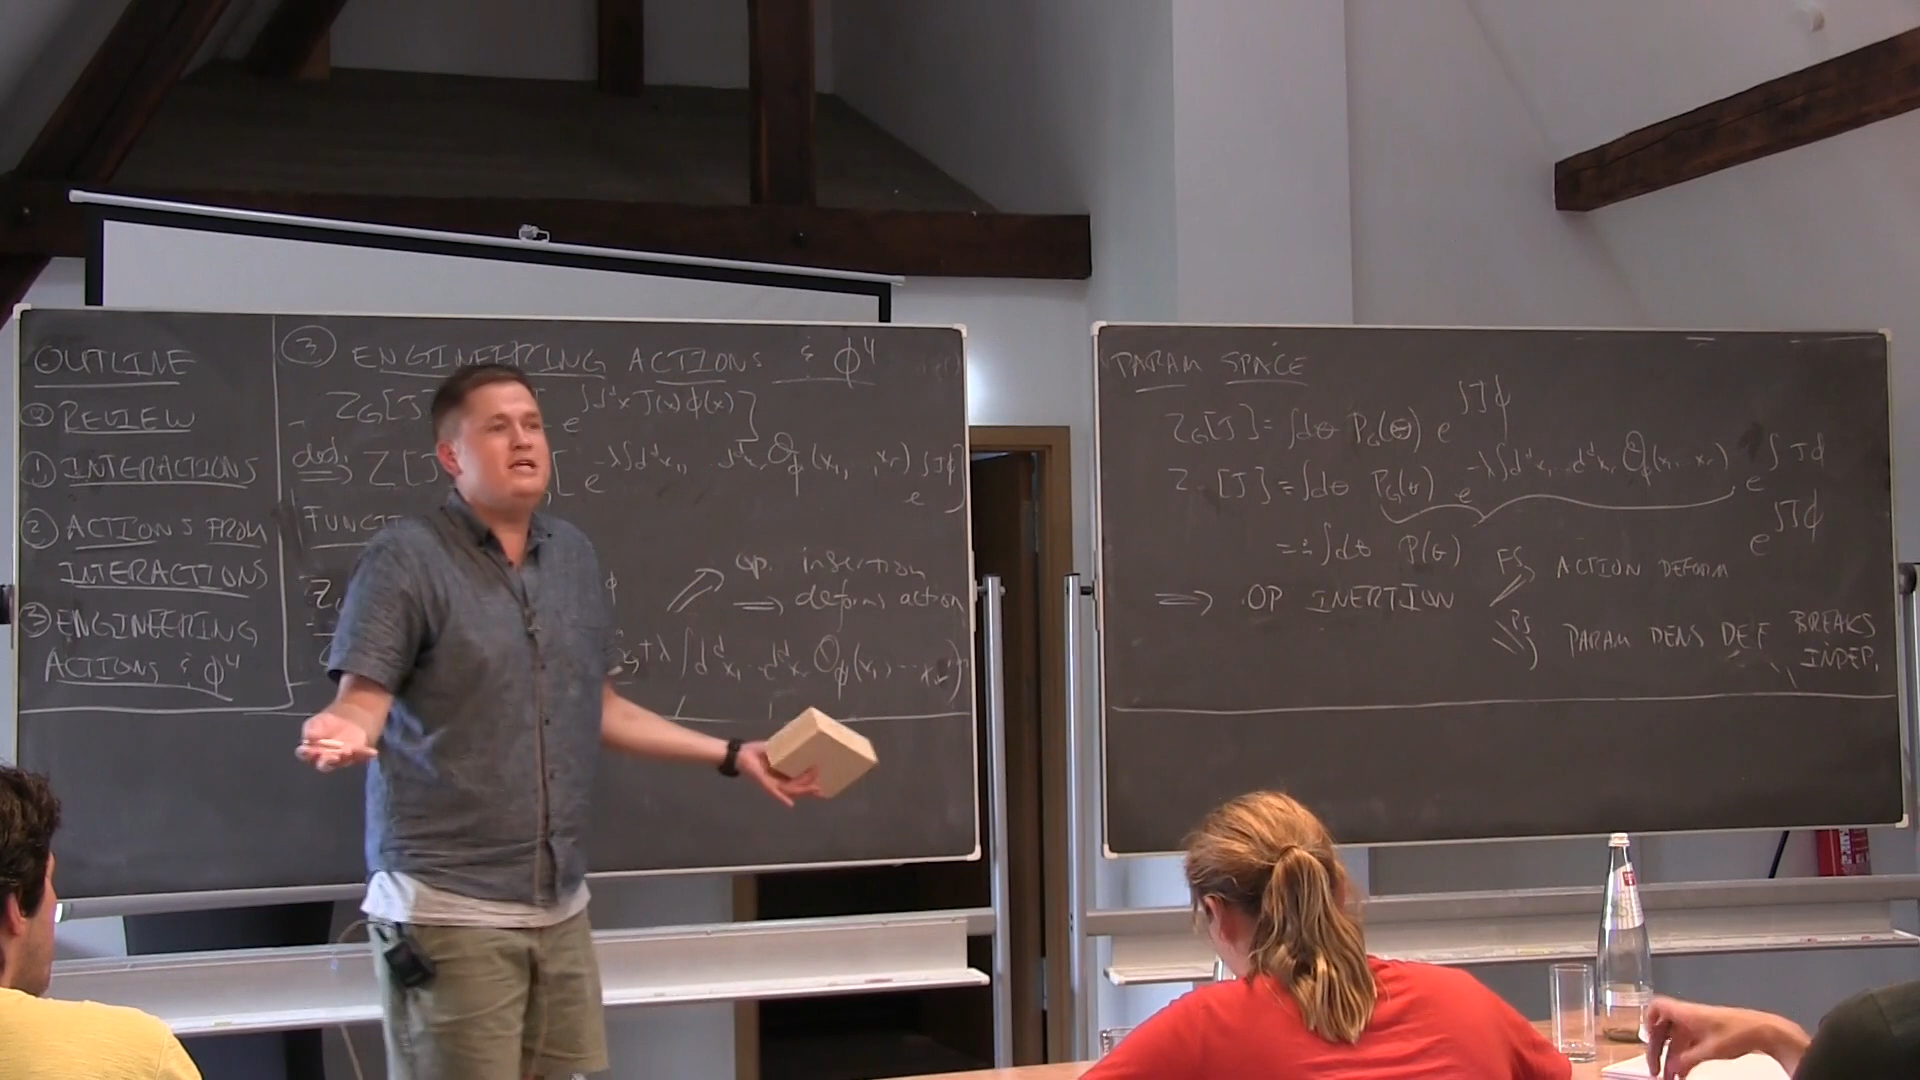 OUTLINE
⓪ REVIEW
① INTERACTIONS
② ACTIONS FROM
INTERACTIONS
③ ENGINEERING
ACTIONS & φ⁴
③ ENGINEERING ACTIONS & φ⁴
Z_G[J] e^{∫d^dx J(x)φ(x)}]
def. ⟹ Z[J] [e^{-λ∫d^dx₁…d^dx_r O_φ(x₁,…,x_r)} e^{∫Jφ}]
FUNCTI
op. insertion
⟹ deforms action
+λ∫d^dx₁…d^dx_r O_φ(x₁,…x_r)
PARAM SPACE
Z_G[J] = ∫dθ P_G(θ) e^{∫Jφ}
Z[J] = ∫dθ P_G(θ) e^{-λ∫d^dx₁…d^dx_r O_φ(x₁…x_r)} e^{∫Jφ}
=: ∫dθ P(θ) e^{∫Jφ}
⟹ OP INERTION
FS ACTION DEFORM
PS PARAM DENS DEF BREAKS
INDEP.